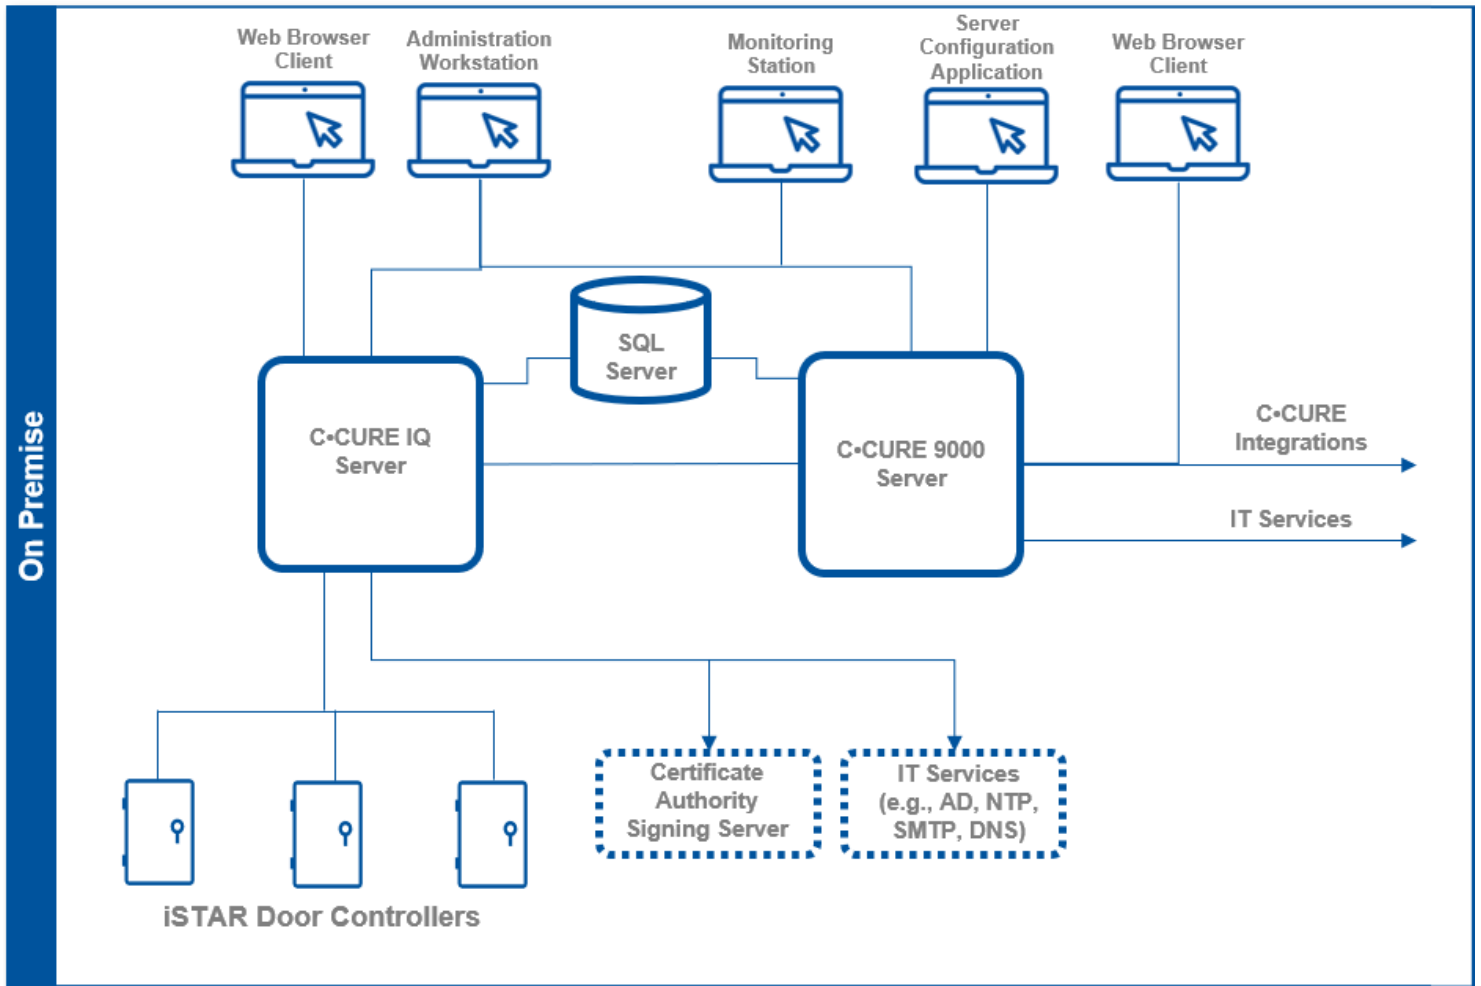 Web Browser
Client
Administration
Workstation
Monitoring
Station
Server
Configuration
Application
Web Browser
Client
SQL
Server
C•CURE IQ
Server
C•CURE 9000
Server
C•CURE
Integrations
IT Services
On Premise
Certificate
Authority
Signing Server
IT Services
(e.g., AD, NTP,
SMTP, DNS)
iSTAR Door Controllers